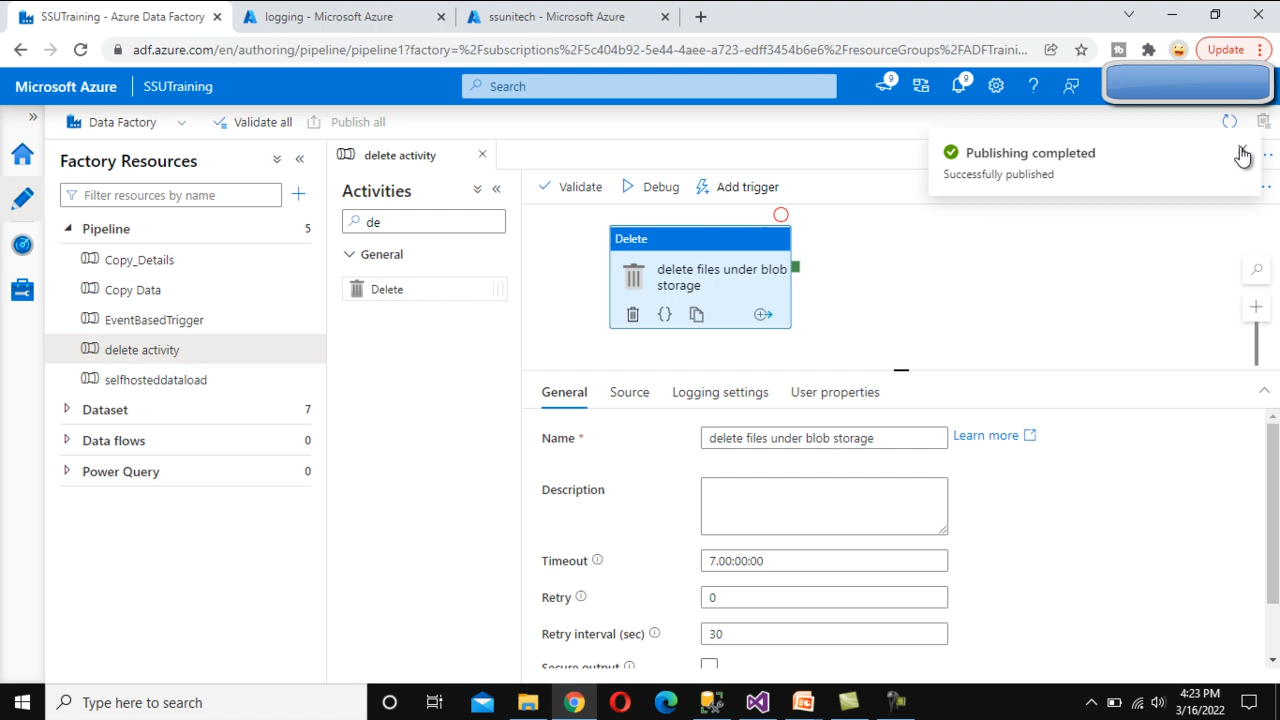 SSUTraining - Azure Data Factory
logging - Microsoft Azure
ssunitech - Microsoft Azure
adf.azure.com/en/authoring/pipeline/pipeline1?factory=%2Fsubscriptions%2F5c404b92-5e44-4aee-a723-edff3454b6e6%2FresourceGroups%2FADFTraini...
Update
Microsoft Azure
SSUTraining
Search
9
9
Data Factory
Validate all
Publish all
Publishing completed
Successfully published
Factory Resources
Filter resources by name
Pipeline 5
Copy_Details
Copy Data
EventBasedTrigger
delete activity
selfhosteddataload
Dataset 7
Data flows 0
Power Query 0
delete activity
Activities
de
General
Delete
Validate
Debug
Add trigger
Delete
delete files under blob
storage
General
Source
Logging settings
User properties
Name *
delete files under blob storage
Learn more
Description
Timeout
7.00:00:00
Retry
0
Retry interval (sec)
30
Secure output
Type here to search
4:23 PM
3/16/2022